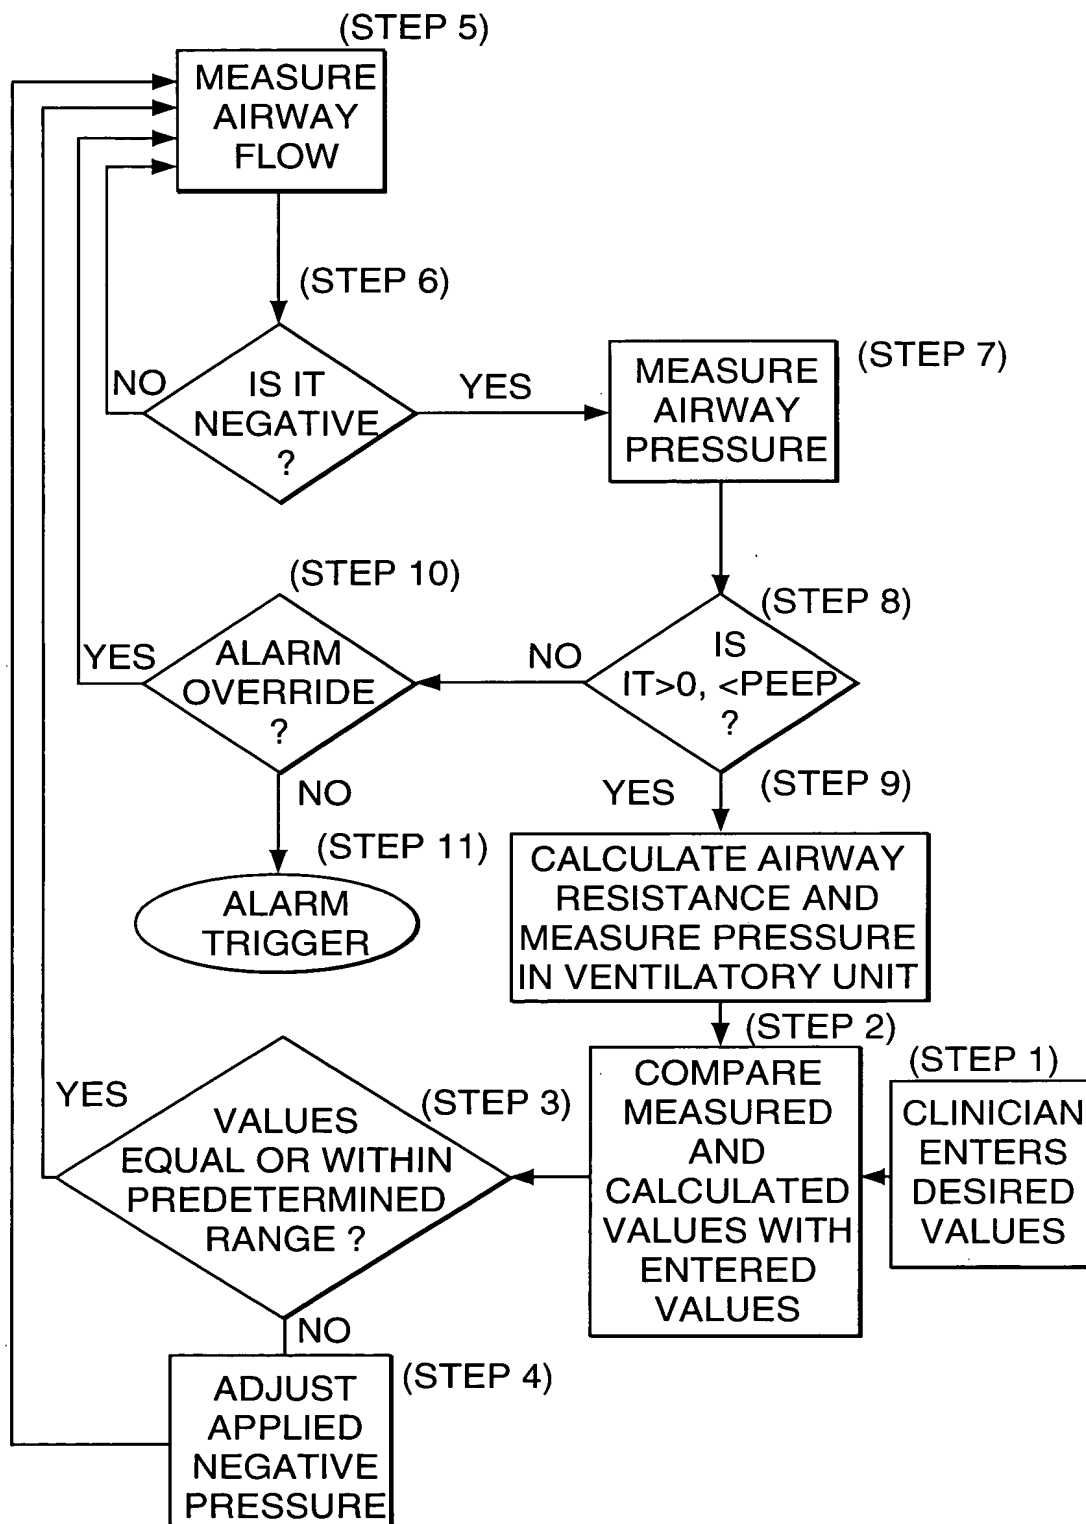 (STEP 5)
MEASURE
AIRWAY
FLOW
(STEP 6)
IS IT
NEGATIVE
?
NO
YES
(STEP 7)
MEASURE
AIRWAY
PRESSURE
(STEP 8)
IS
IT>0, <PEEP
?
NO
YES
(STEP 10)
ALARM
OVERRIDE
?
YES
NO
(STEP 11)
ALARM
TRIGGER
(STEP 9)
CALCULATE AIRWAY
RESISTANCE AND
MEASURE PRESSURE
IN VENTILATORY UNIT
(STEP 2)
COMPARE
MEASURED
AND
CALCULATED
VALUES WITH
ENTERED
VALUES
(STEP 1)
CLINICIAN
ENTERS
DESIRED
VALUES
(STEP 3)
VALUES
EQUAL OR WITHIN
PREDETERMINED
RANGE ?
YES
NO
(STEP 4)
ADJUST
APPLIED
NEGATIVE
PRESSURE